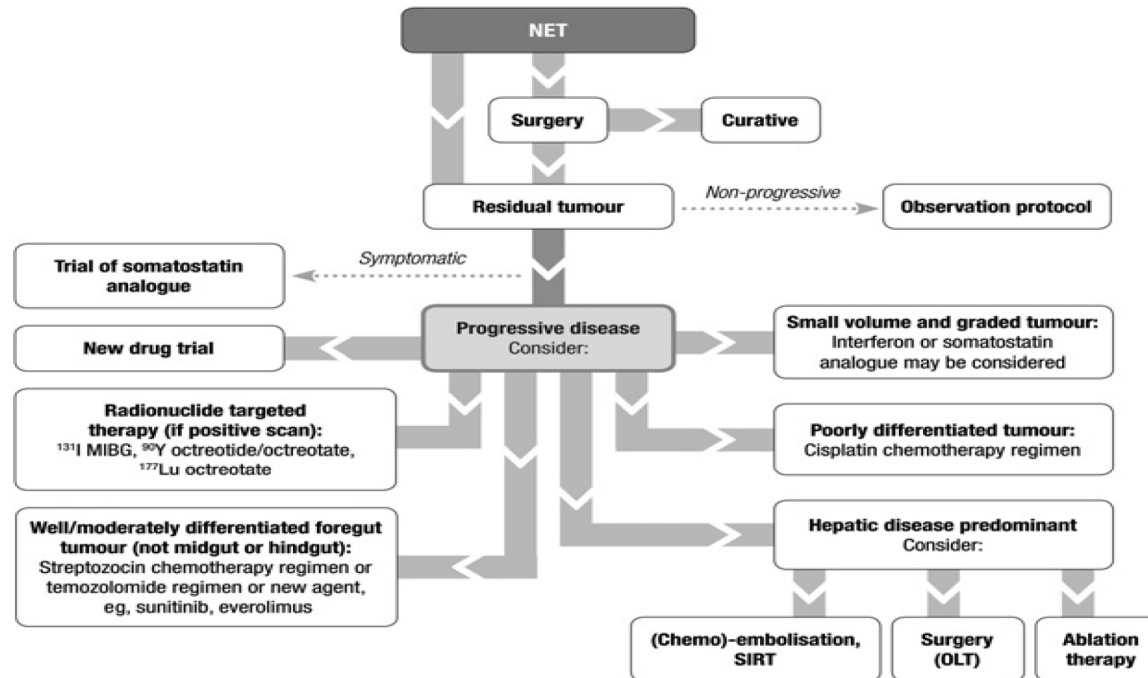 NET
Surgery
Curative
Residual tumour
Non-progressive
Observation protocol
Trial of somatostatin
analogue
Symptomatic
Progressive disease
Consider:
New drug trial
Small volume and graded tumour:
Interferon or somatostatin
analogue may be considered
Radionuclide targeted
therapy (if positive scan):
¹³¹I MIBG, ⁹⁰Y octreotide/octreotate,
¹⁷⁷Lu octreotate
Poorly differentiated tumour:
Cisplatin chemotherapy regimen
Well/moderately differentiated foregut
tumour (not midgut or hindgut):
Streptozocin chemotherapy regimen or
temozolomide regimen or new agent,
eg, sunitinib, everolimus
Hepatic disease predominant
Consider:
(Chemo)-embolisation,
SIRT
Surgery
(OLT)
Ablation
therapy